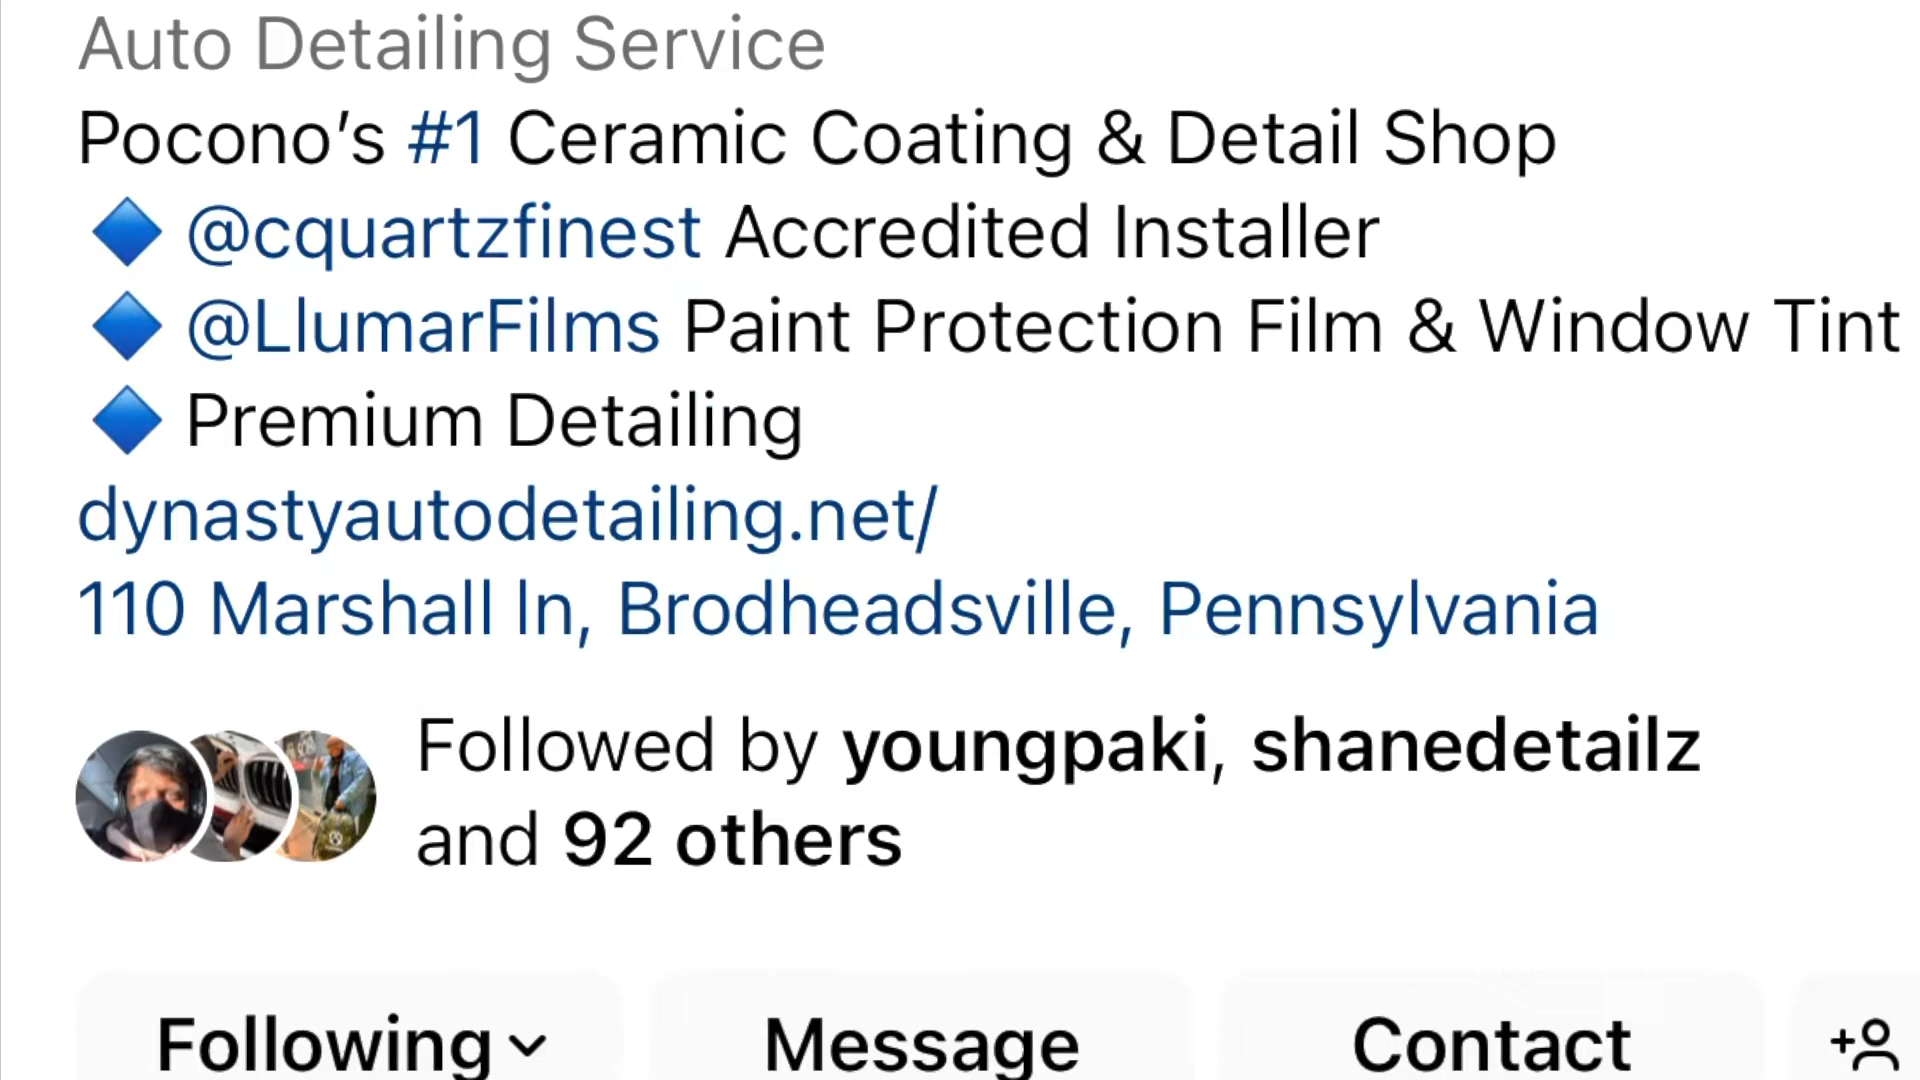 Auto Detailing Service
Pocono’s #1 Ceramic Coating & Detail Shop
🔷 @cquartzfinest Accredited Installer
🔷 @LlumarFilms Paint Protection Film & Window Tint
🔷 Premium Detailing
dynastyautodetailing.net/
110 Marshall ln, Brodheadsville, Pennsylvania
Followed by youngpaki, shanedetailz
and 92 others
Following Message Contact